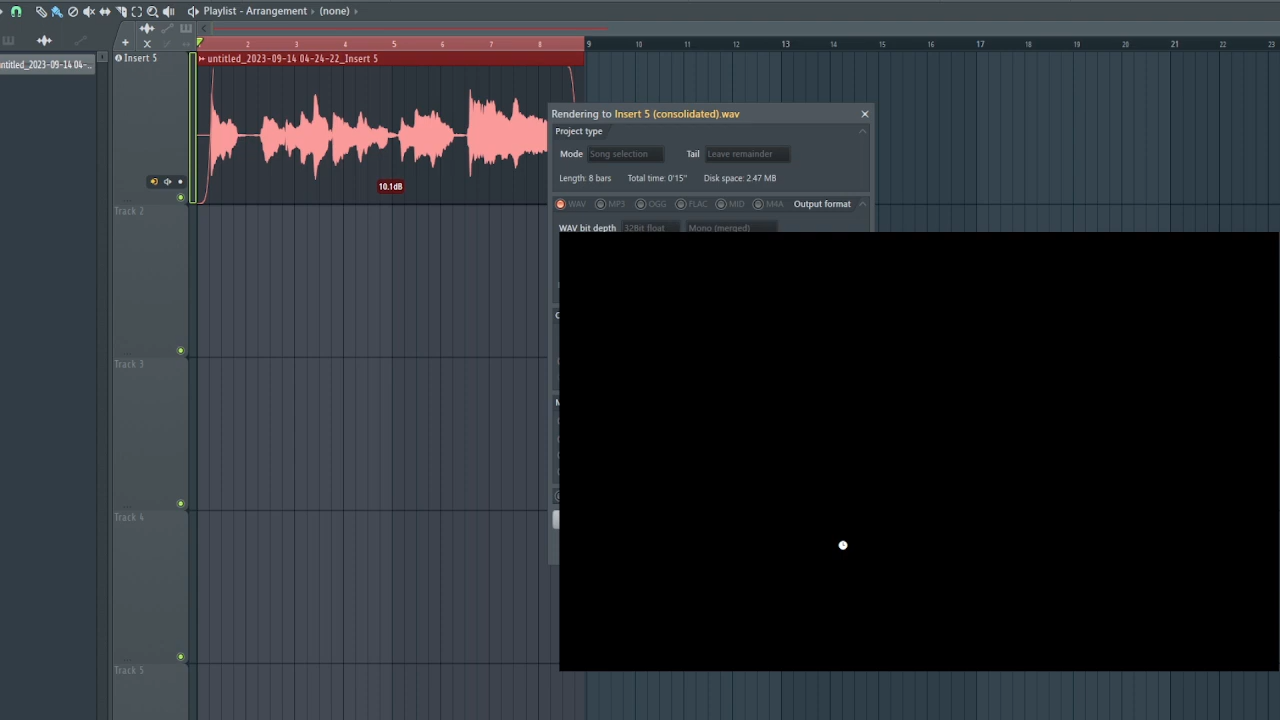 Playlist - Arrangement › (none) ›
2 3 4 5 6 7 8 9 10 11 12 13 14 15 16 17 18 19 20 21 22 23
Insert 5
untitled_2023-09-14 04-24-22_Insert 5
ntitled_2023-09-14 04-..
10.1dB
Track 2
Track 3
Track 4
Track 5
Rendering to Insert 5 (consolidated).wav
Project type
Mode Song selection Tail Leave remainder
Length: 8 bars Total time: 0'15" Disk space: 2.47 MB
WAV MP3 OGG FLAC MID M4A Output format
WAV bit depth 32Bit float Mono (merged)